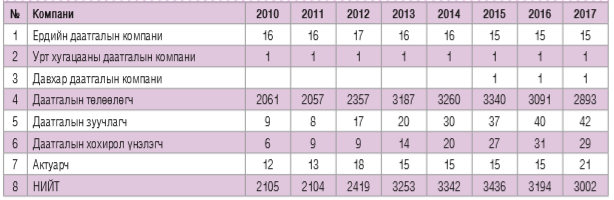 № Компани 2010 2011 2012 2013 2014 2015 2016 2017
1 Ердийн даатгалын компани 16 16 17 16 16 15 15 15
2 Урт хугацааны даатгалын компани 1 1 1 1 1 1 1 1
3 Давхар даатгалын компани 1 1 1
4 Даатгалын төлөөлөгч 2061 2057 2357 3187 3260 3340 3091 2893
5 Даатгалын зуучлагч 9 8 17 20 30 37 40 42
6 Даатгалын хохирол үнэлэгч 6 9 9 14 20 27 31 29
7 Актуарч 12 13 18 15 15 15 15 21
8 НИЙТ 2105 2104 2419 3253 3342 3436 3194 3002